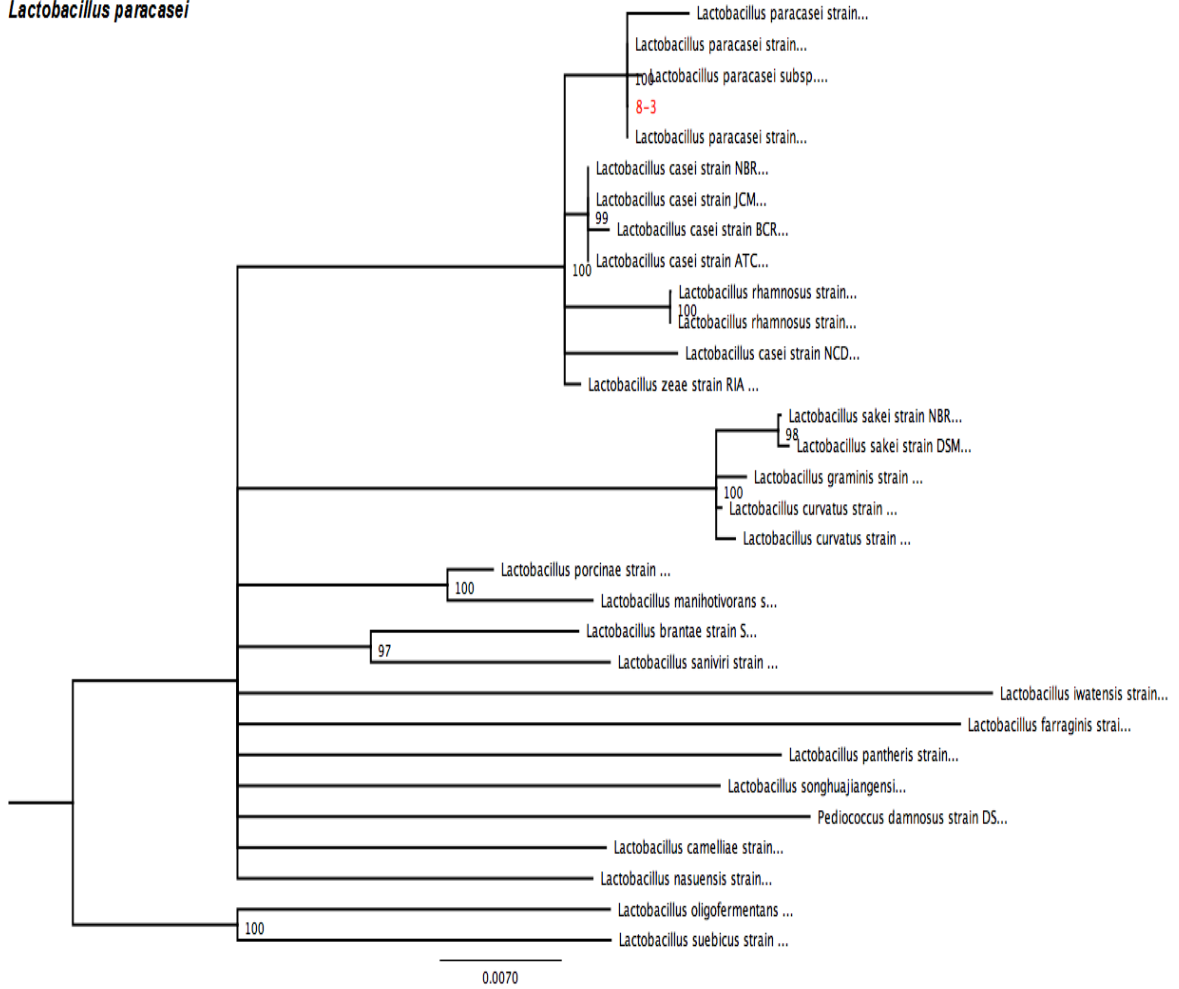 Lactobacillus paracasei
Lactobacillus paracasei strain...
Lactobacillus paracasei strain...
100
Lactobacillus paracasei subsp....
8-3
Lactobacillus paracasei strain...
Lactobacillus casei strain NBR...
Lactobacillus casei strain JCM...
99
Lactobacillus casei strain BCR...
Lactobacillus casei strain ATC...
100
Lactobacillus rhamnosus strain...
100
Lactobacillus rhamnosus strain...
Lactobacillus casei strain NCD...
Lactobacillus zeae strain RIA ...
Lactobacillus sakei strain NBR...
98
Lactobacillus sakei strain DSM...
Lactobacillus graminis strain ...
100
Lactobacillus curvatus strain ...
Lactobacillus curvatus strain ...
Lactobacillus porcinae strain ...
100
Lactobacillus manihotivorans s...
Lactobacillus brantae strain S...
97
Lactobacillus saniviri strain ...
Lactobacillus iwatensis strain...
Lactobacillus farraginis strai...
Lactobacillus pantheris strain...
Lactobacillus songhuajiangensi...
Pediococcus damnosus strain DS...
Lactobacillus camelliae strain...
Lactobacillus nasuensis strain...
Lactobacillus oligofermentans ...
100
Lactobacillus suebicus strain ...
0.0070